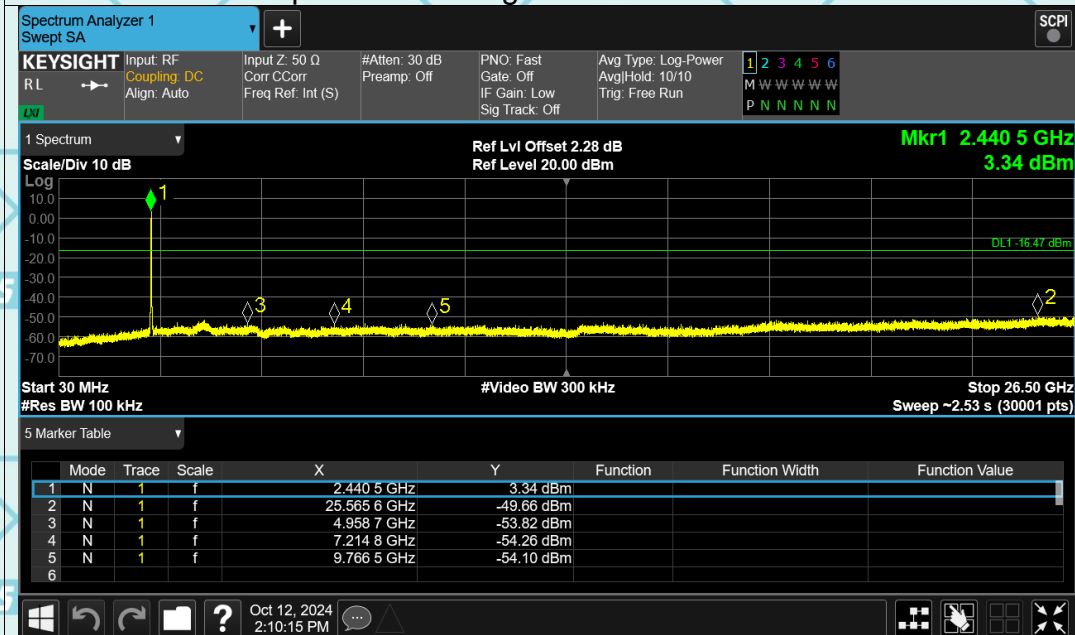 Spectrum Analyzer 1
Swept SA
SCPI
KEYSIGHT
RL
LXI
Input: RF
Coupling: DC
Align: Auto
Input Z: 50 Ω
Corr CCorr
Freq Ref: Int (S)
#Atten: 30 dB
Preamp: Off
PNO: Fast
Gate: Off
IF Gain: Low
Sig Track: Off
Avg Type: Log-Power
Avg|Hold: 10/10
Trig: Free Run
1 2 3 4 5 6
M W W W W W
P N N N N N
1 Spectrum
Scale/Div 10 dB
Ref Lvl Offset 2.28 dB
Ref Level 20.00 dBm
Mkr1 2.440 5 GHz
3.34 dBm
Log
10.0
0.00
-10.0
-20.0
-30.0
-40.0
-50.0
-60.0
-70.0
1
DL1 -16.47 dBm
3
4
5
2
Start 30 MHz
#Video BW 300 kHz
Stop 26.50 GHz
#Res BW 100 kHz
Sweep ~2.53 s (30001 pts)
5 Marker Table
Mode Trace Scale X Y Function Function Width Function Value
1 N 1 f 2.440 5 GHz 3.34 dBm
2 N 1 f 25.565 6 GHz -49.66 dBm
3 N 1 f 4.958 7 GHz -53.82 dBm
4 N 1 f 7.214 8 GHz -54.26 dBm
5 N 1 f 9.766 5 GHz -54.10 dBm
6
Oct 12, 2024
2:10:15 PM